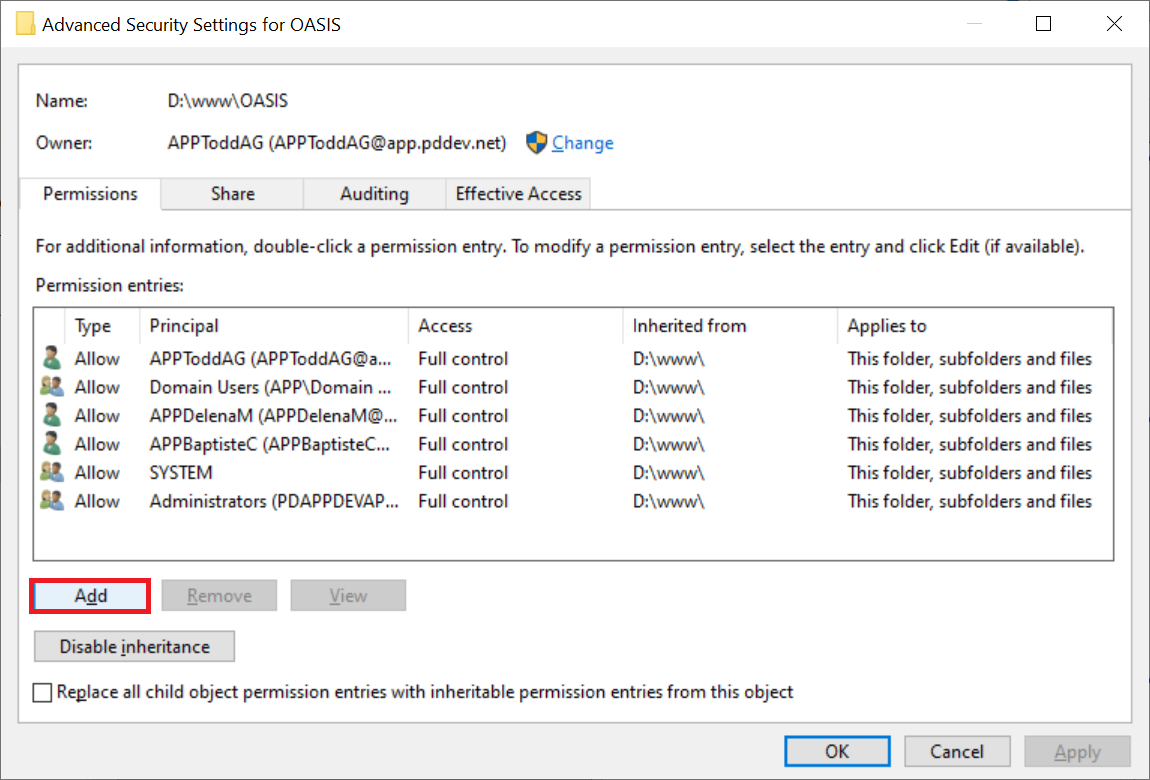 Advanced Security Settings for OASIS
Name: D:\www\OASIS
Owner: APPToddAG (APPToddAG@app.pddev.net) Change
Permissions Share Auditing Effective Access
For additional information, double-click a permission entry. To modify a permission entry, select the entry and click Edit (if available).
Permission entries:
Type Principal Access Inherited from Applies to
Allow APPToddAG (APPToddAG@a... Full control D:\www\ This folder, subfolders and files
Allow Domain Users (APP\Domain ... Full control D:\www\ This folder, subfolders and files
Allow APPDelenaM (APPDelenaM@... Full control D:\www\ This folder, subfolders and files
Allow APPBaptisteC (APPBaptisteC... Full control D:\www\ This folder, subfolders and files
Allow SYSTEM Full control D:\www\ This folder, subfolders and files
Allow Administrators (PDAPPDEVAP... Full control D:\www\ This folder, subfolders and files
Add Remove View
Disable inheritance
Replace all child object permission entries with inheritable permission entries from this object
OK Cancel Apply